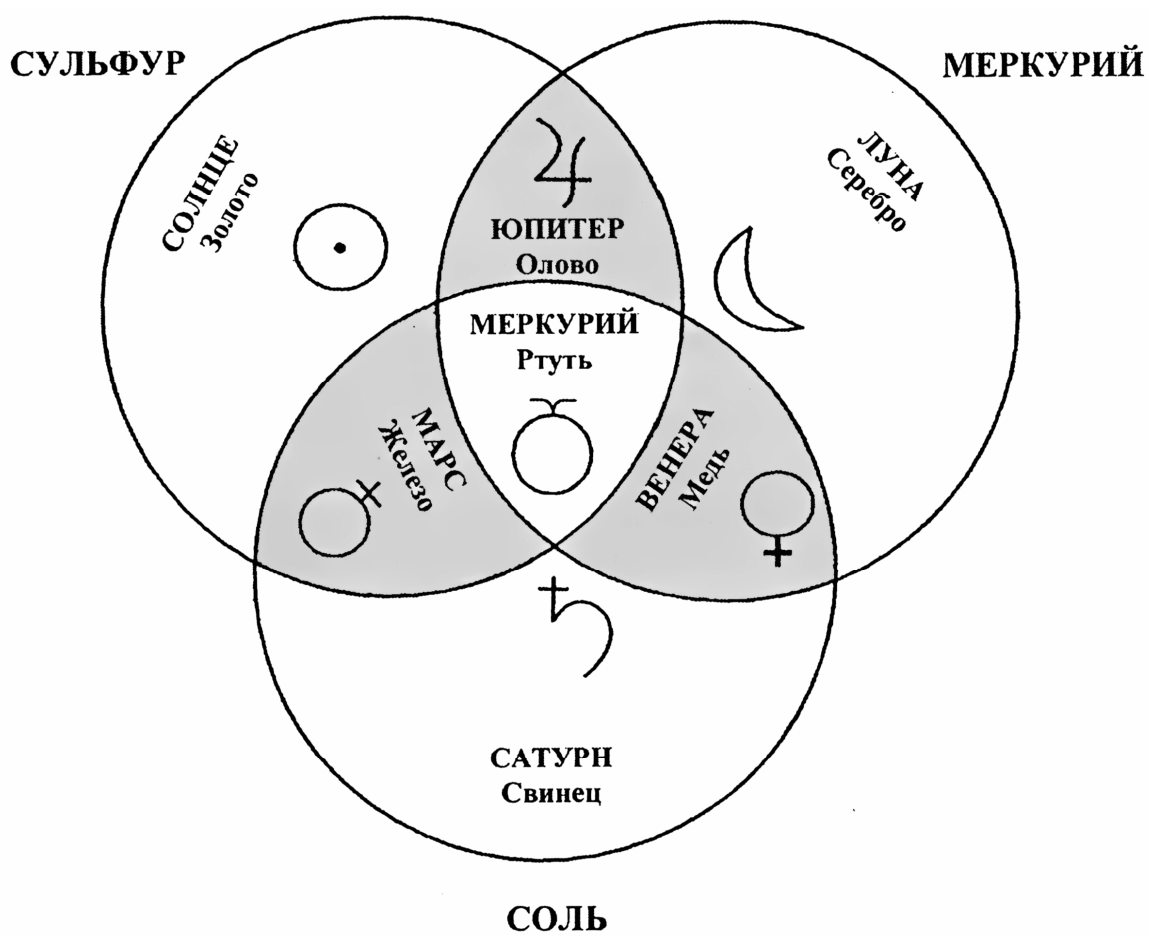 СУЛЬФУР
МЕРКУРИЙ
СОЛНЦЕ
Золото
ЮПИТЕР
Олово
ЛУНА
Серебро
МЕРКУРИЙ
Ртуть
МАРС
Железо
ВЕНЕРА
Медь
САТУРН
Свинец
СОЛЬ